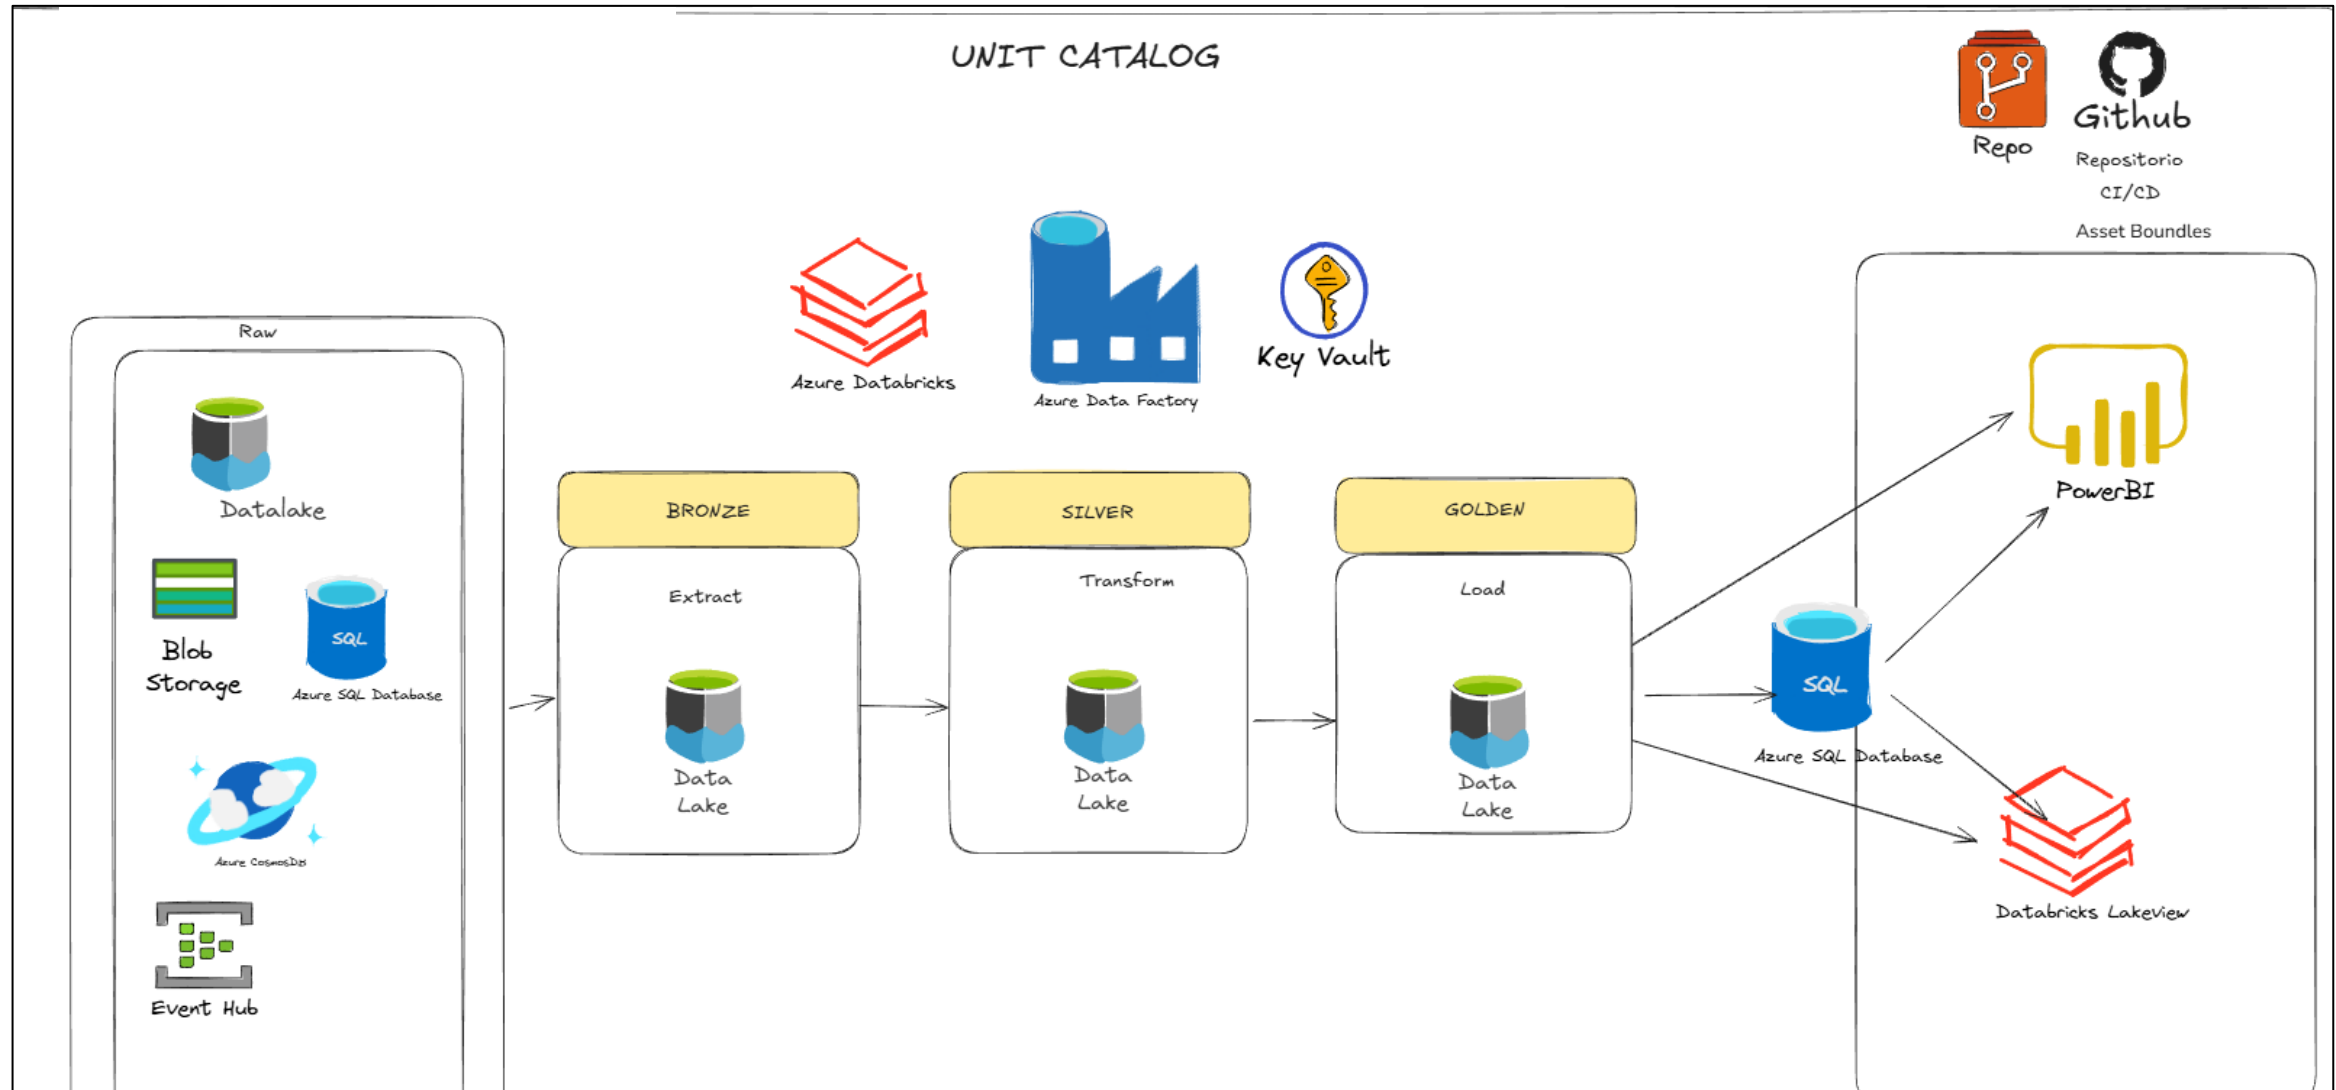 UNIT CATALOG
Repo
Github
Repositorio
CI/CD
Asset Boundles
Raw
Datalake
Blob
Storage
SQL
Azure SQL Database
Azure CosmosDB
Event Hub
Azure Databricks
Azure Data Factory
Key Vault
BRONZE
Extract
Data
Lake
SILVER
Transform
Data
Lake
GOLDEN
Load
Data
Lake
SQL
Azure SQL Database
PowerBI
Databricks Lakeview